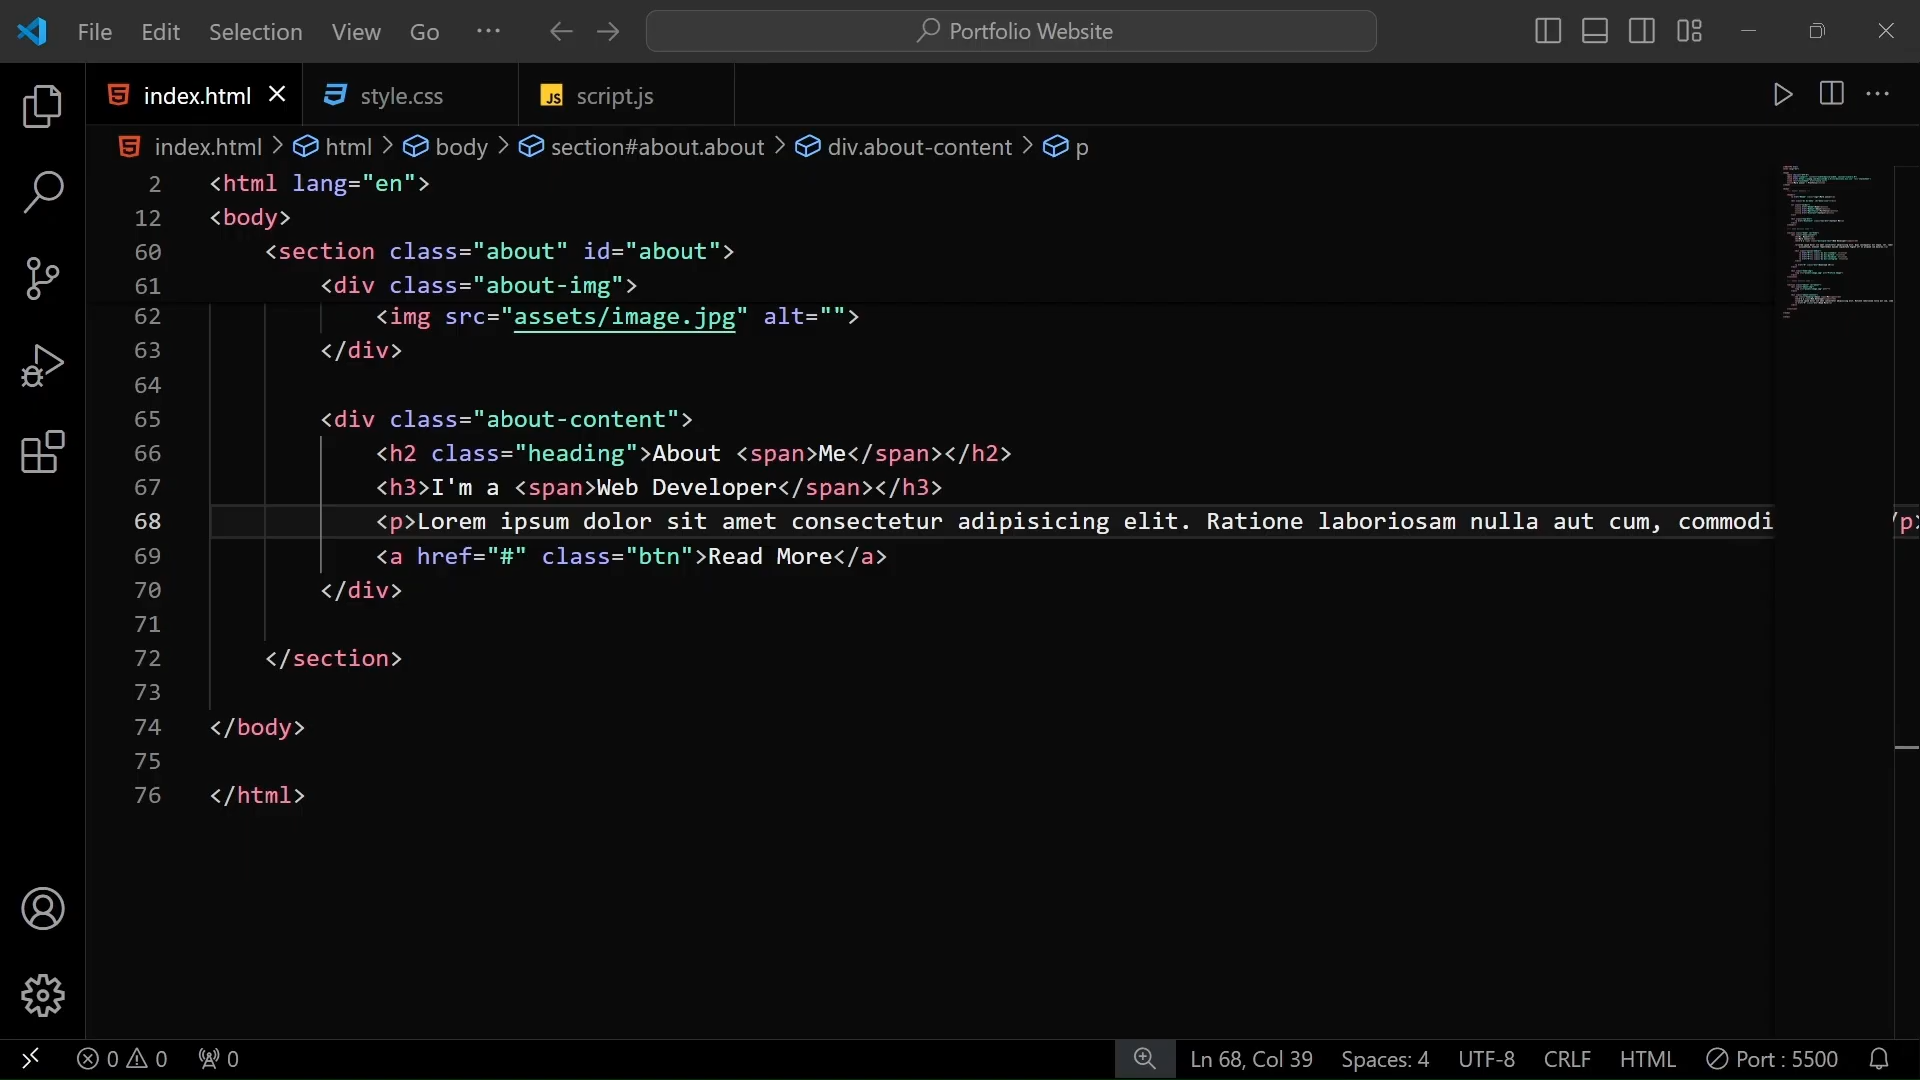 File Edit Selection View Go ··· Portfolio Website
index.html style.css JS script.js
index.html > html > body > section#about.about > div.about-content > p
2 <html lang="en">
12 <body>
60 <section class="about" id="about">
61 <div class="about-img">
62 <img src="assets/image.jpg" alt="">
63 </div>
64
65 <div class="about-content">
66 <h2 class="heading">About <span>Me</span></h2>
67 <h3>I'm a <span>Web Developer</span></h3>
68 <p>Lorem ipsum dolor sit amet consectetur adipisicing elit. Ratione laboriosam nulla aut cum, commodi /p>
69 <a href="#" class="btn">Read More</a>
70 </div>
71
72 </section>
73
74 </body>
75
76 </html>
0 0 0 Ln 68, Col 39 Spaces: 4 UTF-8 CRLF HTML Port : 5500